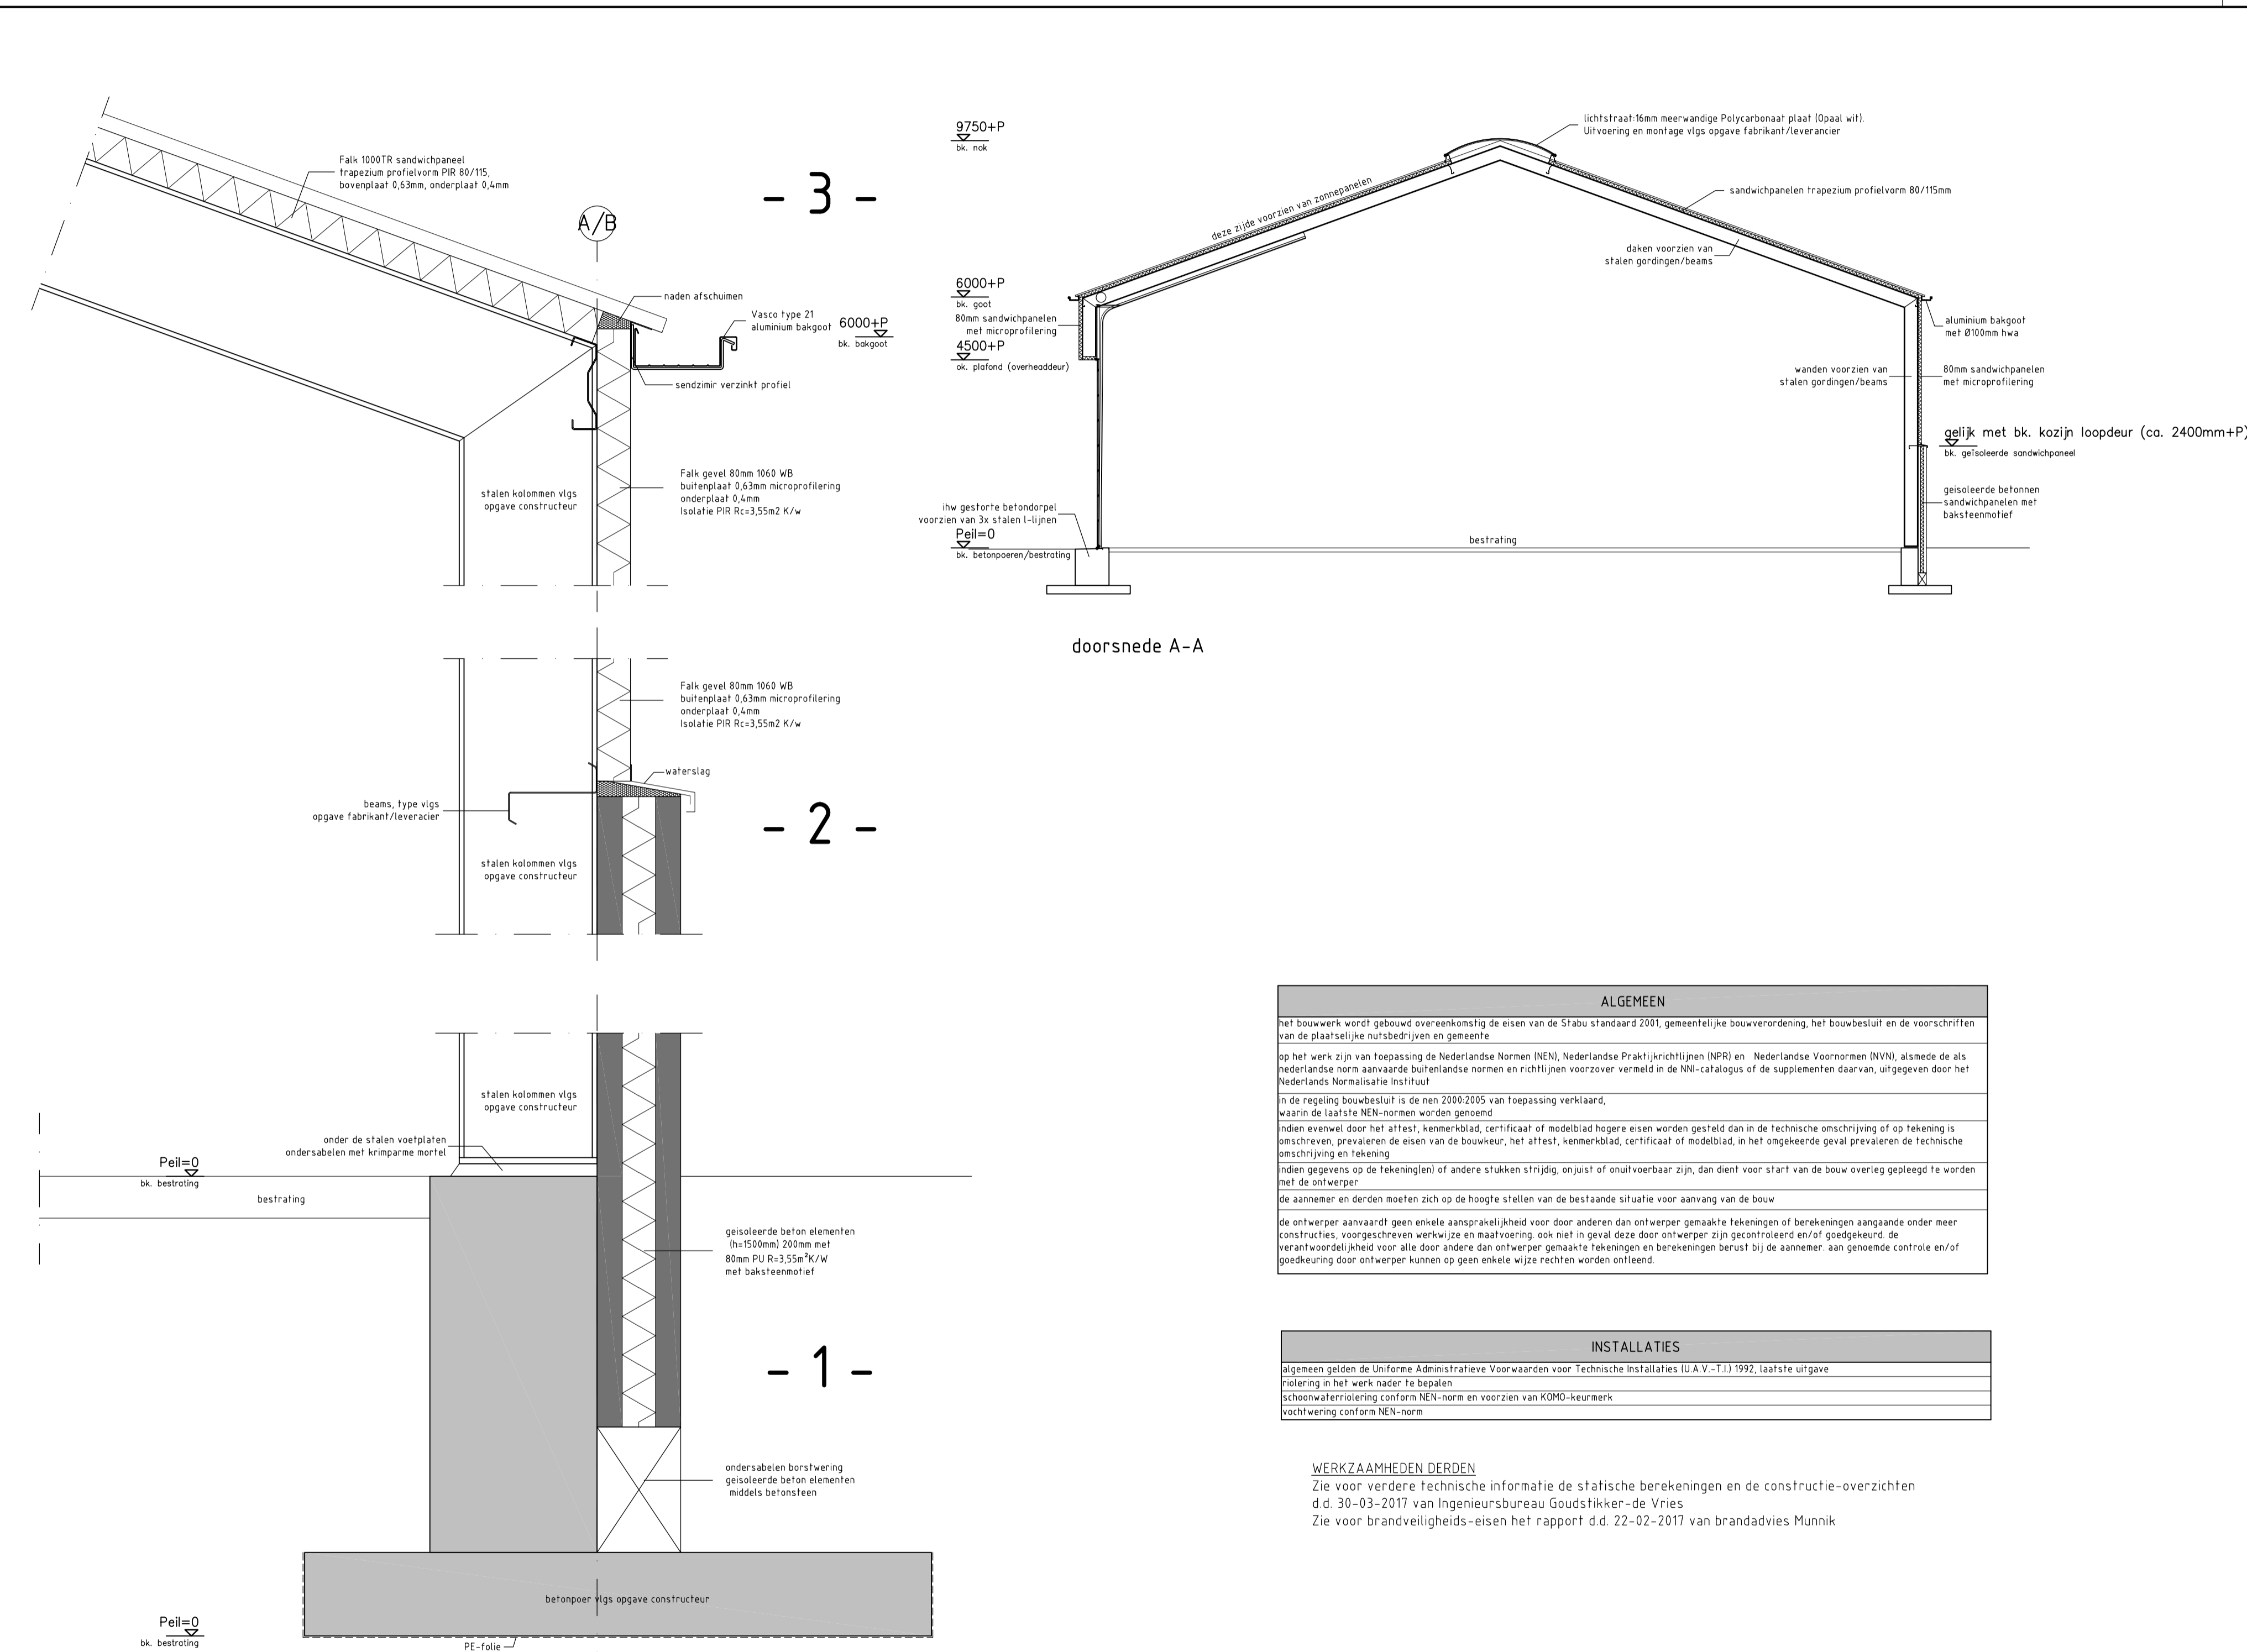 Falk 1000TR sandwichpaneel
trapezium profielvorm PIR 80/115,
bovenplaat 0,63mm, onderplaat 0,4mm
- 3 -
A/B
naden afschuimen
Vasco type 21
aluminium bakgoot
6000+P
bk. bakgoot
sendzimir verzinkt profiel
stalen kolommen vlgs
opgave constructeur
Falk gevel 80mm 1060 WB
buitenplaat 0,63mm microprofilering
onderplaat 0,4mm
Isolatie PIR Rc=3,55m2 K/w
Falk gevel 80mm 1060 WB
buitenplaat 0,63mm microprofilering
onderplaat 0,4mm
Isolatie PIR Rc=3,55m2 K/w
waterslag
beams, type vlgs
opgave fabrikant/leveracier
- 2 -
stalen kolommen vlgs
opgave constructeur
stalen kolommen vlgs
opgave constructeur
onder de stalen voetplaten
ondersabelen met krimparme mortel
Peil=0
bk. bestrating
bestrating
geisoleerde beton elementen
(h=1500mm) 200mm met
80mm PU R=3,55m²K/W
met baksteenmotief
- 1 -
ondersabelen borstwering
geisoleerde beton elementen
middels betonsteen
betonpoer vlgs opgave constructeur
Peil=0
bk. bestrating
PE-folie
9750+P
bk. nok
lichtstraat:16mm meerwandige Polycarbonaat plaat (Opaal wit).
Uitvoering en montage vlgs opgave fabrikant/leverancier
deze zijde voorzien van zonnepanelen
sandwichpanelen trapezium profielvorm 80/115mm
daken voorzien van
stalen gordingen/beams
6000+P
bk. goot
80mm sandwichpanelen
met microprofilering
4500+P
ok. plafond (overheaddeur)
aluminium bakgoot
met Ø100mm hwa
wanden voorzien van
stalen gordingen/beams
80mm sandwichpanelen
met microprofilering
gelijk met bk. kozijn loopdeur (ca. 2400mm+P)
bk. geïsoleerde sandwichpaneel
geisoleerde betonnen
sandwichpanelen met
baksteenmotief
ihw gestorte betondorpel
voorzien van 3x stalen l-lijnen
Peil=0
bk. betonpoeren/bestrating
bestrating
doorsnede A-A
ALGEMEEN
het bouwwerk wordt gebouwd overeenkomstig de eisen van de Stabu standaard 2001, gemeentelijke bouwverordening, het bouwbesluit en de voorschriften
van de plaatselijke nutsbedrijven en gemeente
op het werk zijn van toepassing de Nederlandse Normen (NEN), Nederlandse Praktijkrichtlijnen (NPR) en Nederlandse Voornormen (NVN), alsmede de als
nederlandse norm aanvaarde buitenlandse normen en richtlijnen voorzover vermeld in de NNI-catalogus of de supplementen daarvan, uitgegeven door het
Nederlands Normalisatie Instituut
in de regeling bouwbesluit is de nen 2000:2005 van toepassing verklaard,
waarin de laatste NEN-normen worden genoemd
indien evenwel door het attest, kenmerkblad, certificaat of modelblad hogere eisen worden gesteld dan in de technische omschrijving of op tekening is
omschreven, prevaleren de eisen van de bouwkeur, het attest, kenmerkblad, certificaat of modelblad, in het omgekeerde geval prevaleren de technische
omschrijving en tekening
indien gegevens op de tekening(en) of andere stukken strijdig, onjuist of onuitvoerbaar zijn, dan dient voor start van de bouw overleg gepleegd te worden
met de ontwerper
de aannemer en derden moeten zich op de hoogte stellen van de bestaande situatie voor aanvang van de bouw
de ontwerper aanvaardt geen enkele aansprakelijkheid voor door anderen dan ontwerper gemaakte tekeningen of berekeningen aangaande onder meer
constructies, voorgeschreven werkwijze en maatvoering. ook niet in geval deze door ontwerper zijn gecontroleerd en/of goedgekeurd. de
verantwoordelijkheid voor alle door andere dan ontwerper gemaakte tekeningen en berekeningen berust bij de aannemer. aan genoemde controle en/of
goedkeuring door ontwerper kunnen op geen enkele wijze rechten worden ontleend.
INSTALLATIES
algemeen gelden de Uniforme Administratieve Voorwaarden voor Technische Installaties (U.A.V.-T.I.) 1992, laatste uitgave
riolering in het werk nader te bepalen
schoonwaterriolering conform NEN-norm en voorzien van KOMO-keurmerk
vochtwering conform NEN-norm
WERKZAAMHEDEN DERDEN
Zie voor verdere technische informatie de statische berekeningen en de constructie-overzichten
d.d. 30-03-2017 van Ingenieursbureau Goudstikker-de Vries
Zie voor brandveiligheids-eisen het rapport d.d. 22-02-2017 van brandadvies Munnik